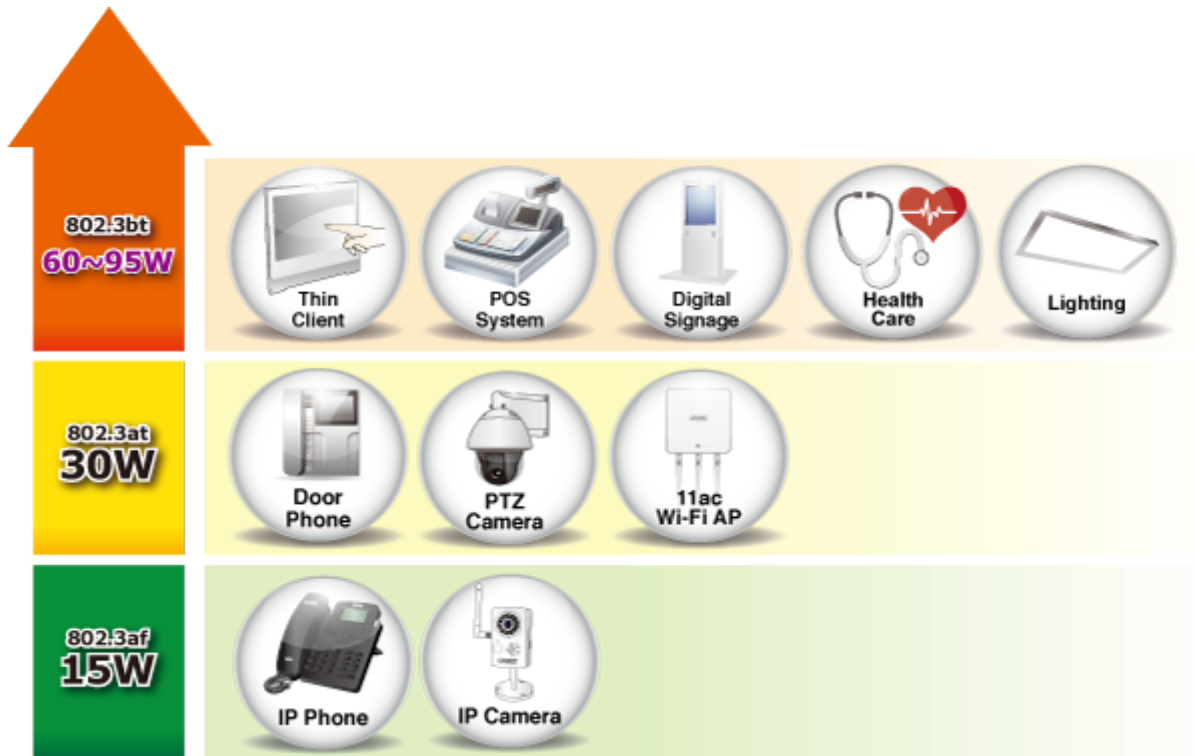 802.3bt
60~95W
Thin
Client
POS
System
Digital
Signage
Health
Care
Lighting
802.3at
30W
Door
Phone
PTZ
Camera
11ac
Wi-Fi AP
802.3af
15W
IP Phone
IP Camera